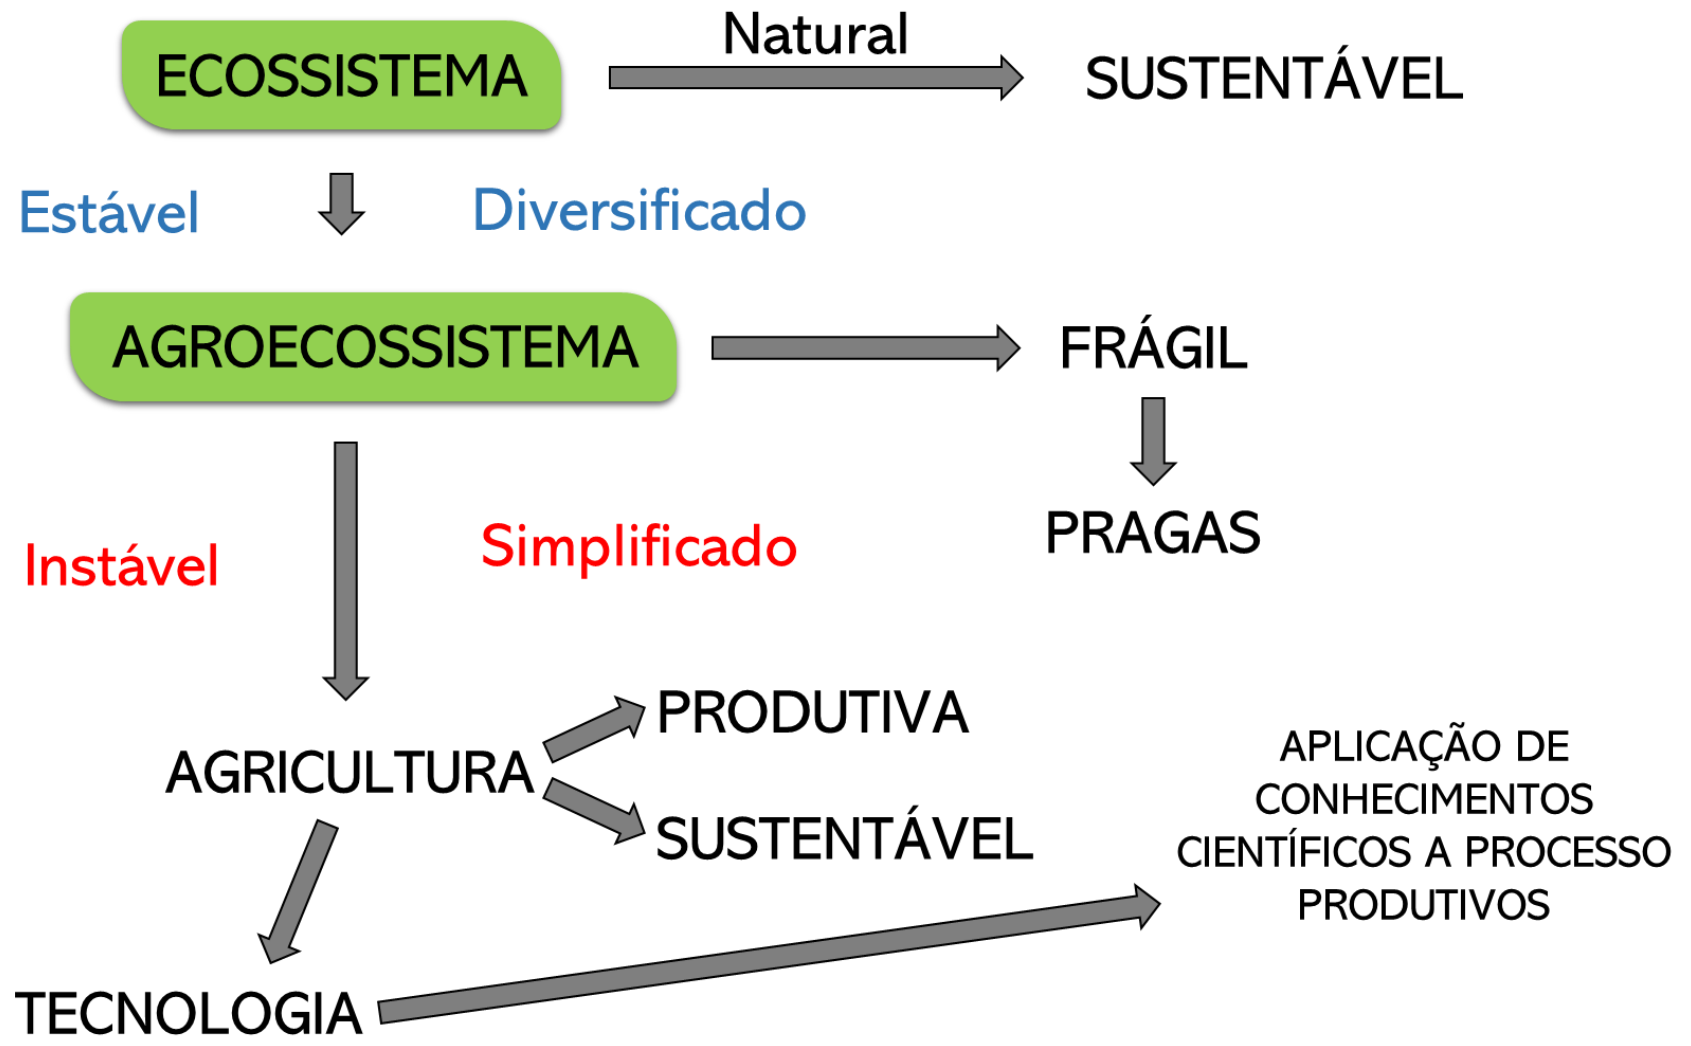 Natural
ECOSSISTEMA
SUSTENTÁVEL
Estável
Diversificado
AGROECOSSISTEMA
FRÁGIL
PRAGAS
Instável
Simplificado
PRODUTIVA
AGRICULTURA
SUSTENTÁVEL
APLICAÇÃO DE
CONHECIMENTOS
CIENTÍFICOS A PROCESSO
PRODUTIVOS
TECNOLOGIA